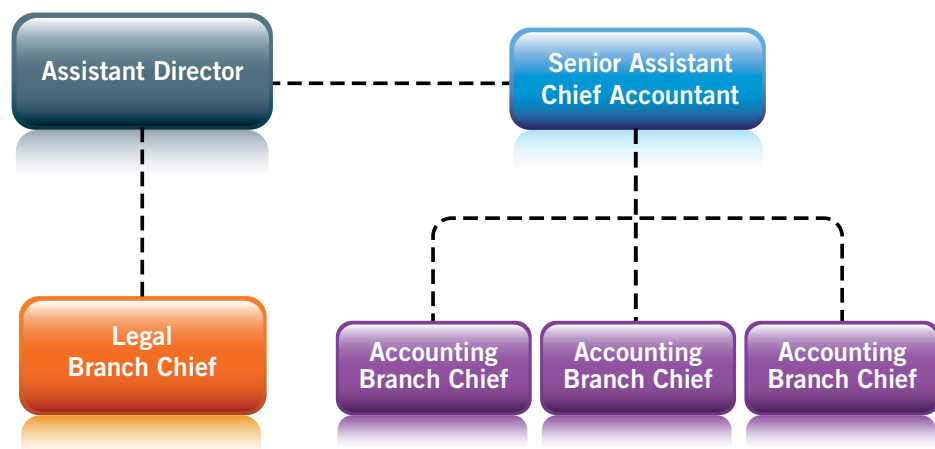 Assistant Director
Senior Assistant
Chief Accountant
Legal
Branch Chief
Accounting
Branch Chief
Accounting
Branch Chief
Accounting
Branch Chief